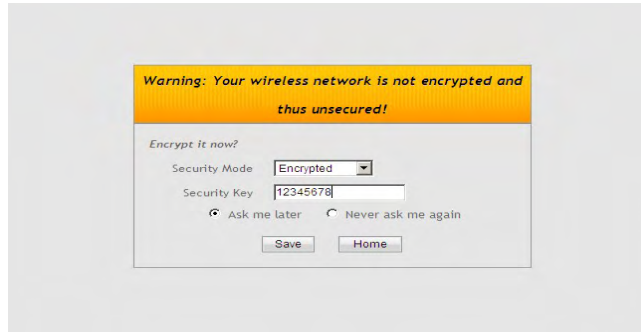 Warning: Your wireless network is not encrypted and
thus unsecured!
Encrypt it now?
Security Mode Encrypted
Security Key 12345678
Ask me later Never ask me again
Save Home